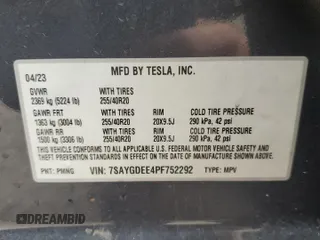 MFD BY TESLA, INC.
04/23
GVWR WITH TIRES
2369 kg (5224 lb) 255/40R20
GAWR FRT WITH TIRES RIM COLD TIRE PRESSURE
1363 kg (3004 lb) 255/40R20 20X9.5J 290 kPa, 42 psi
GAWR RR WITH TIRES RIM COLD TIRE PRESSURE
1500 kg (3306 lb) 255/40R20 20X9.5J 290 kPa, 42 psi
THIS VEHICLE CONFORMS TO ALL APPLICABLE U.S. FEDERAL MOTOR VEHICLE
SAFETY AND THEFT PREVENTION STANDARDS IN EFFECT ON THE DATE OF
MANUFACTURE SHOWN ABOVE.
PNT: PMNG VIN: 7SAYGDEE4PF752292 TYPE: MPV
© DREAMBID